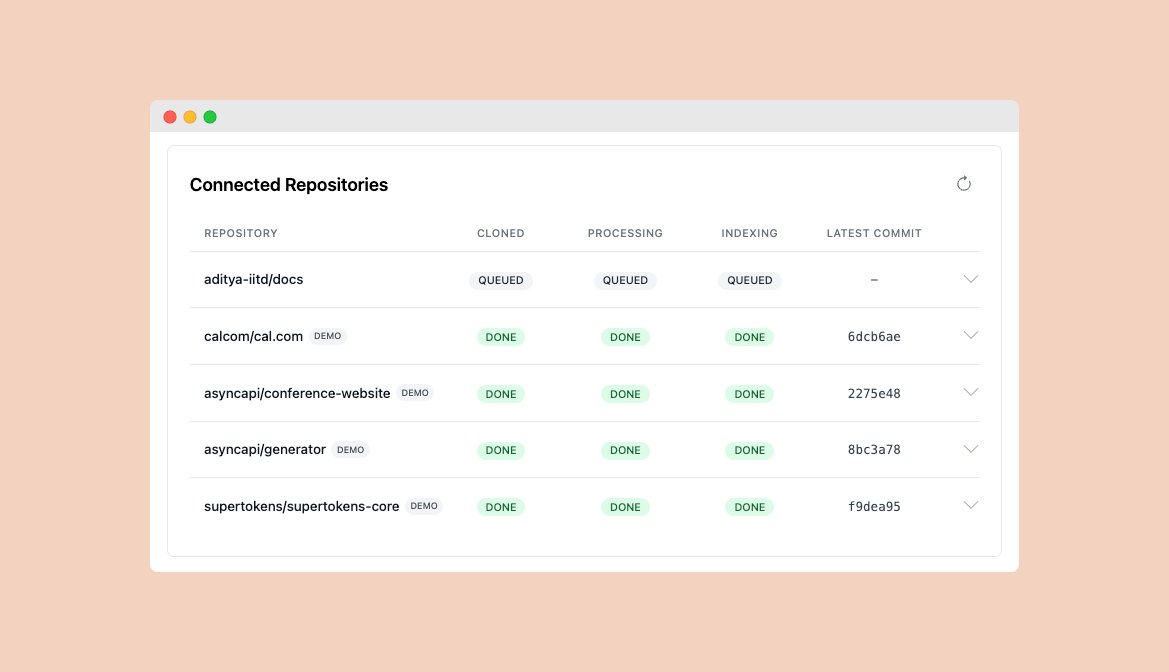 Connected Repositories
REPOSITORY CLONED PROCESSING INDEXING LATEST COMMIT
aditya-iitd/docs QUEUED QUEUED QUEUED –
calcom/cal.com DEMO DONE DONE DONE 6dcb6ae
asyncapi/conference-website DEMO DONE DONE DONE 2275e48
asyncapi/generator DEMO DONE DONE DONE 8bc3a78
supertokens/supertokens-core DEMO DONE DONE DONE f9dea95